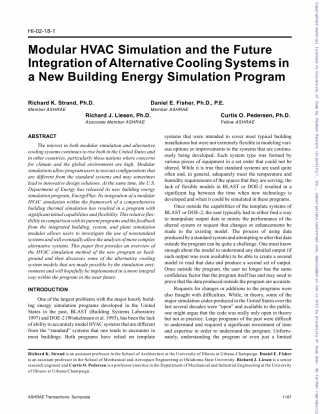 HI-02-18-1
Modular HVAC Simulation and the Future
Integration of Alternative Cooling Systems in
a New Building Energy Simulation Program
Richard K. Strand, Ph.D.
Member ASHRAE
Daniel E. Fisher, Ph.D., P.E.
Member ASHRAE
Richard J. Liesen, Ph.D.
Associate Member ASHRAE
Curtis O. Pedersen, Ph.D.
Fellow ASHRAE
ABSTRACT
The interest in both modular simulation and alternative
cooling systems continues to rise both in the United States and
in other countries, particularly those nations where concerns
for climate and the global environment are high. Modular
simulations allow program users to test out configurations that
are different from the standard systems and may sometimes
lead to innovative design solutions. At the same time, the U.S.
Department of Energy has released its new building energy
simulation program, EnergyPlus. An integration of a modular
HVAC simulation within the framework of a comprehensive
building thermal simulation has resulted in a program with
significant initial capabilities and flexibility. This relative flex-
ibility in comparison with its parent programs and the feedback
from the integrated building, system, and plant simulation
modules allows users to investigate the use of nonstandard
systems and will eventually allow the analysis of more complex
alternative systems. This paper first provides an overview of
the HVAC simulation method of the new program as back-
ground and then discusses some of the alternative cooling
system models that are made possible by the simulation envi-
ronment and will hopefully be implemented in a more integral
way within the program in the near future.
INTRODUCTION
One of the largest problems with the major hourly build-
ing energy simulation programs developed in the United
States in the past, BLAST (Building Systems Laboratory
1997) and DOE-2 (Winkelmann et al. 1993), has been the lack
of ability to accurately model HVAC systems that are different
from the "standard" systems that one tends to encounter in
most buildings. Both programs have relied on template
systems that were intended to cover most typical building
installations but were not extremely flexible in modeling vari-
ous options or improvements to the systems that are continu-
ously being developed. Each system type was formed by
various pieces of equipment in a set order that could not be
altered. While it is true that standard systems are used quite
often and, in general, adequately meet the temperature and
humidity requirements of the spaces that they are serving, the
lack of flexible models in BLAST or DOE-2 resulted in a
significant lag between the time when new technology is
developed and when it could be simulated in these programs.
Once outside the capabilities of the template systems of
BLAST or DOE-2, the user typically had to either find a way
to manipulate output data to mimic the performance of the
altered system or request that changes or enhancements be
made to the existing model. The process of using data
produced by a standard system and attempting to alter that data
outside the program can be quite a challenge. One must know
enough about the model to understand any detailed output (if
such output was even available) to be able to create a second
model to read that data and produce a second set of output.
Once outside the program, the user no longer has the same
confidence factor that the program itself has and may need to
prove that the data produced outside the program are accurate.
Requests for changes or additions to the programs were
also fraught with difficulties. While, in theory, some of the
major simulation codes produced in the United States over the
last several decades were "open" and available to the public,
one might argue that the code was really only open in theory
but not in practice. Large programs of the past were difficult
to understand and required a significant investment of time
and expertise in order to understand the program. Unfortu-
nately, understanding the program or even just a limited
Richard K. Strand is an assistant professor in the School of Architecture at the University of Illinois at Urbana-Champaign. Daniel E. Fisher
is an assistant professor in the School of Mechanical and Aerospace Engineering at Oklahoma State University. Richard J. Liesen is a senior
research engineer and Curtis O. Pedersen is a professor emeritus in the Department of Mechanical and Industrial Engineering at the University
of Illinois at Urbana-Champaign.
ASHRAE Transactions: Symposia
1107